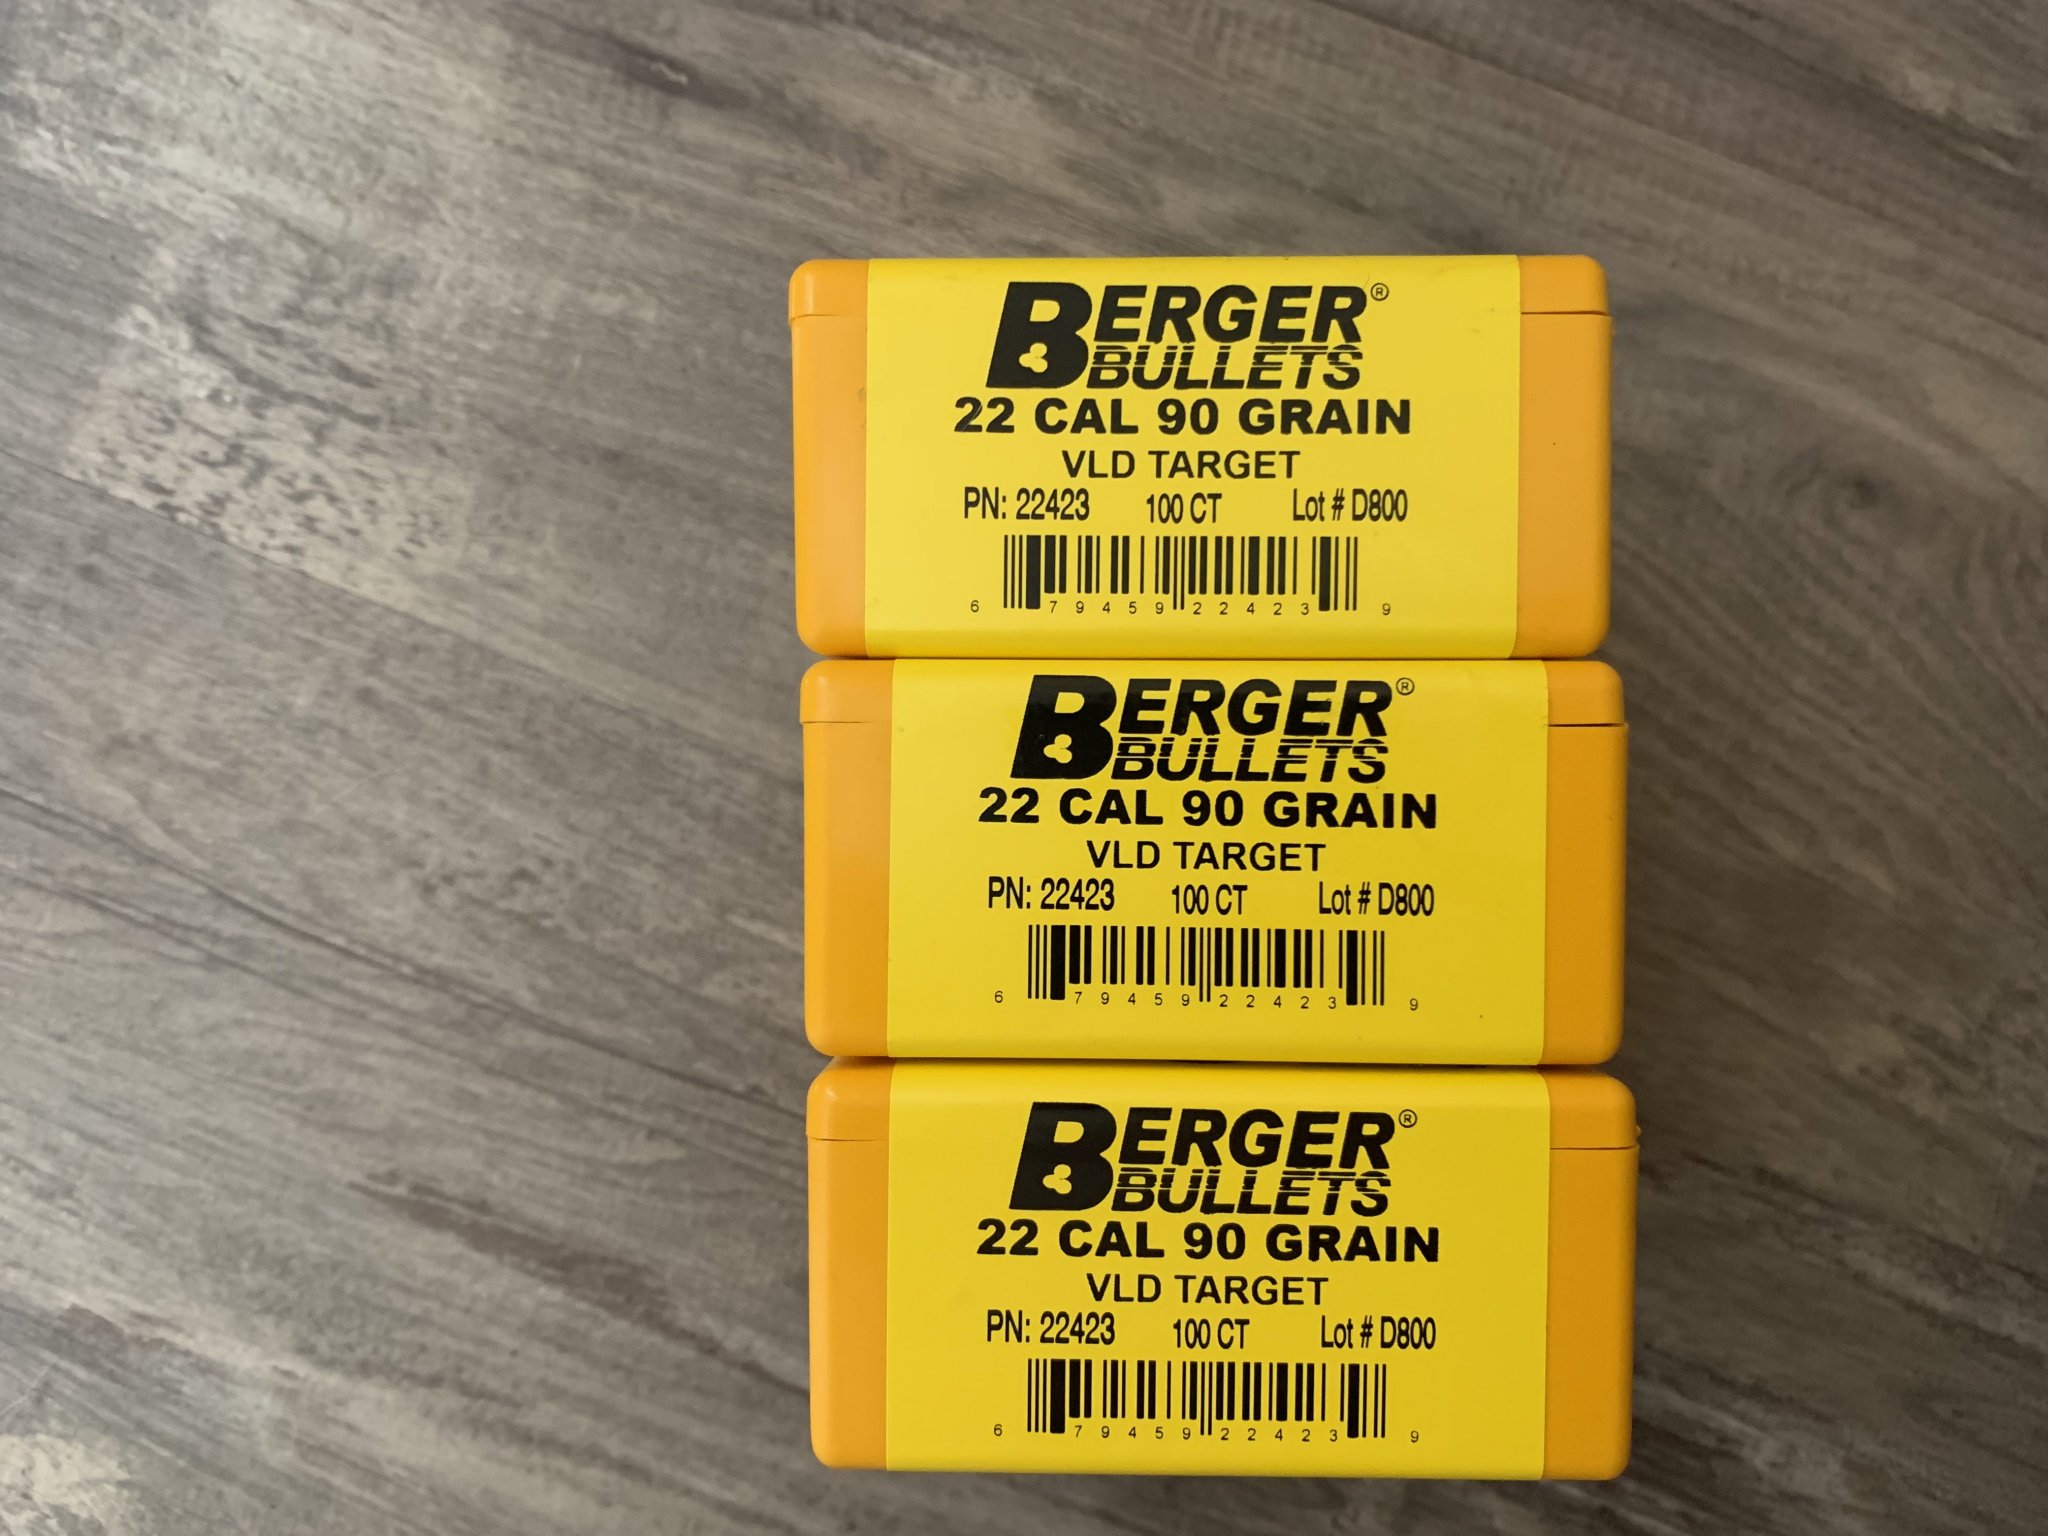 BERGER®
BULLETS
22 CAL 90 GRAIN
VLD TARGET
PN: 22423 100 CT Lot # D800
6 79459 22423 9
BERGER®
BULLETS
22 CAL 90 GRAIN
VLD TARGET
PN: 22423 100 CT Lot # D800
6 79459 22423 9
BERGER®
BULLETS
22 CAL 90 GRAIN
VLD TARGET
PN: 22423 100 CT Lot # D800
6 79459 22423 9